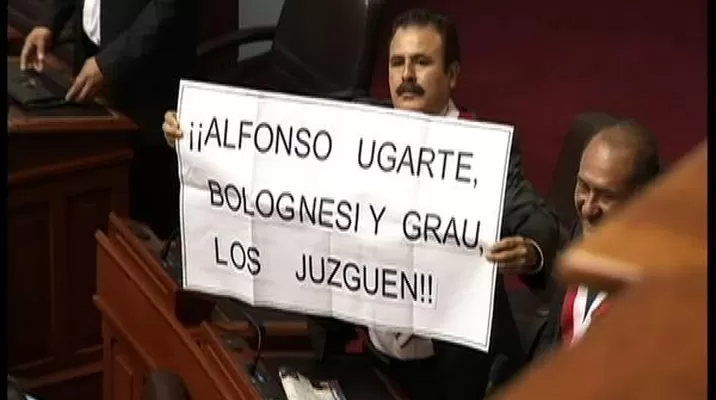 ¡¡ALFONSO UGARTE,
BOLOGNESI Y GRAU,
LOS JUZGUEN!!